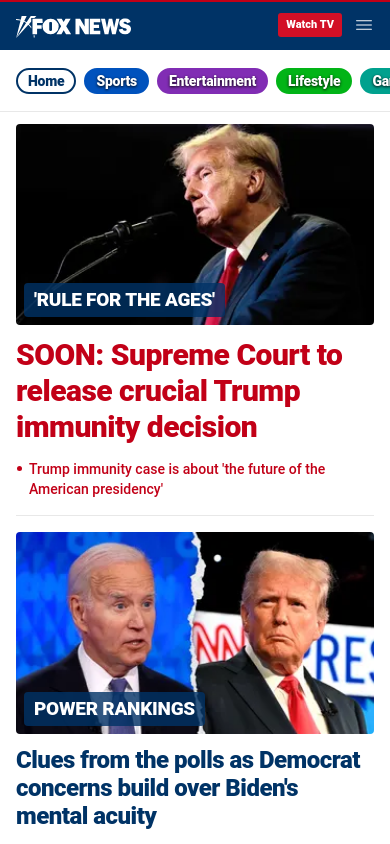 FOX NEWS
Watch TV
Home
Sports
Entertainment
Lifestyle
'RULE FOR THE AGES'
SOON: Supreme Court to
release crucial Trump
immunity decision
• Trump immunity case is about 'the future of the
American presidency'
POWER RANKINGS
Clues from the polls as Democrat
concerns build over Biden's
mental acuity